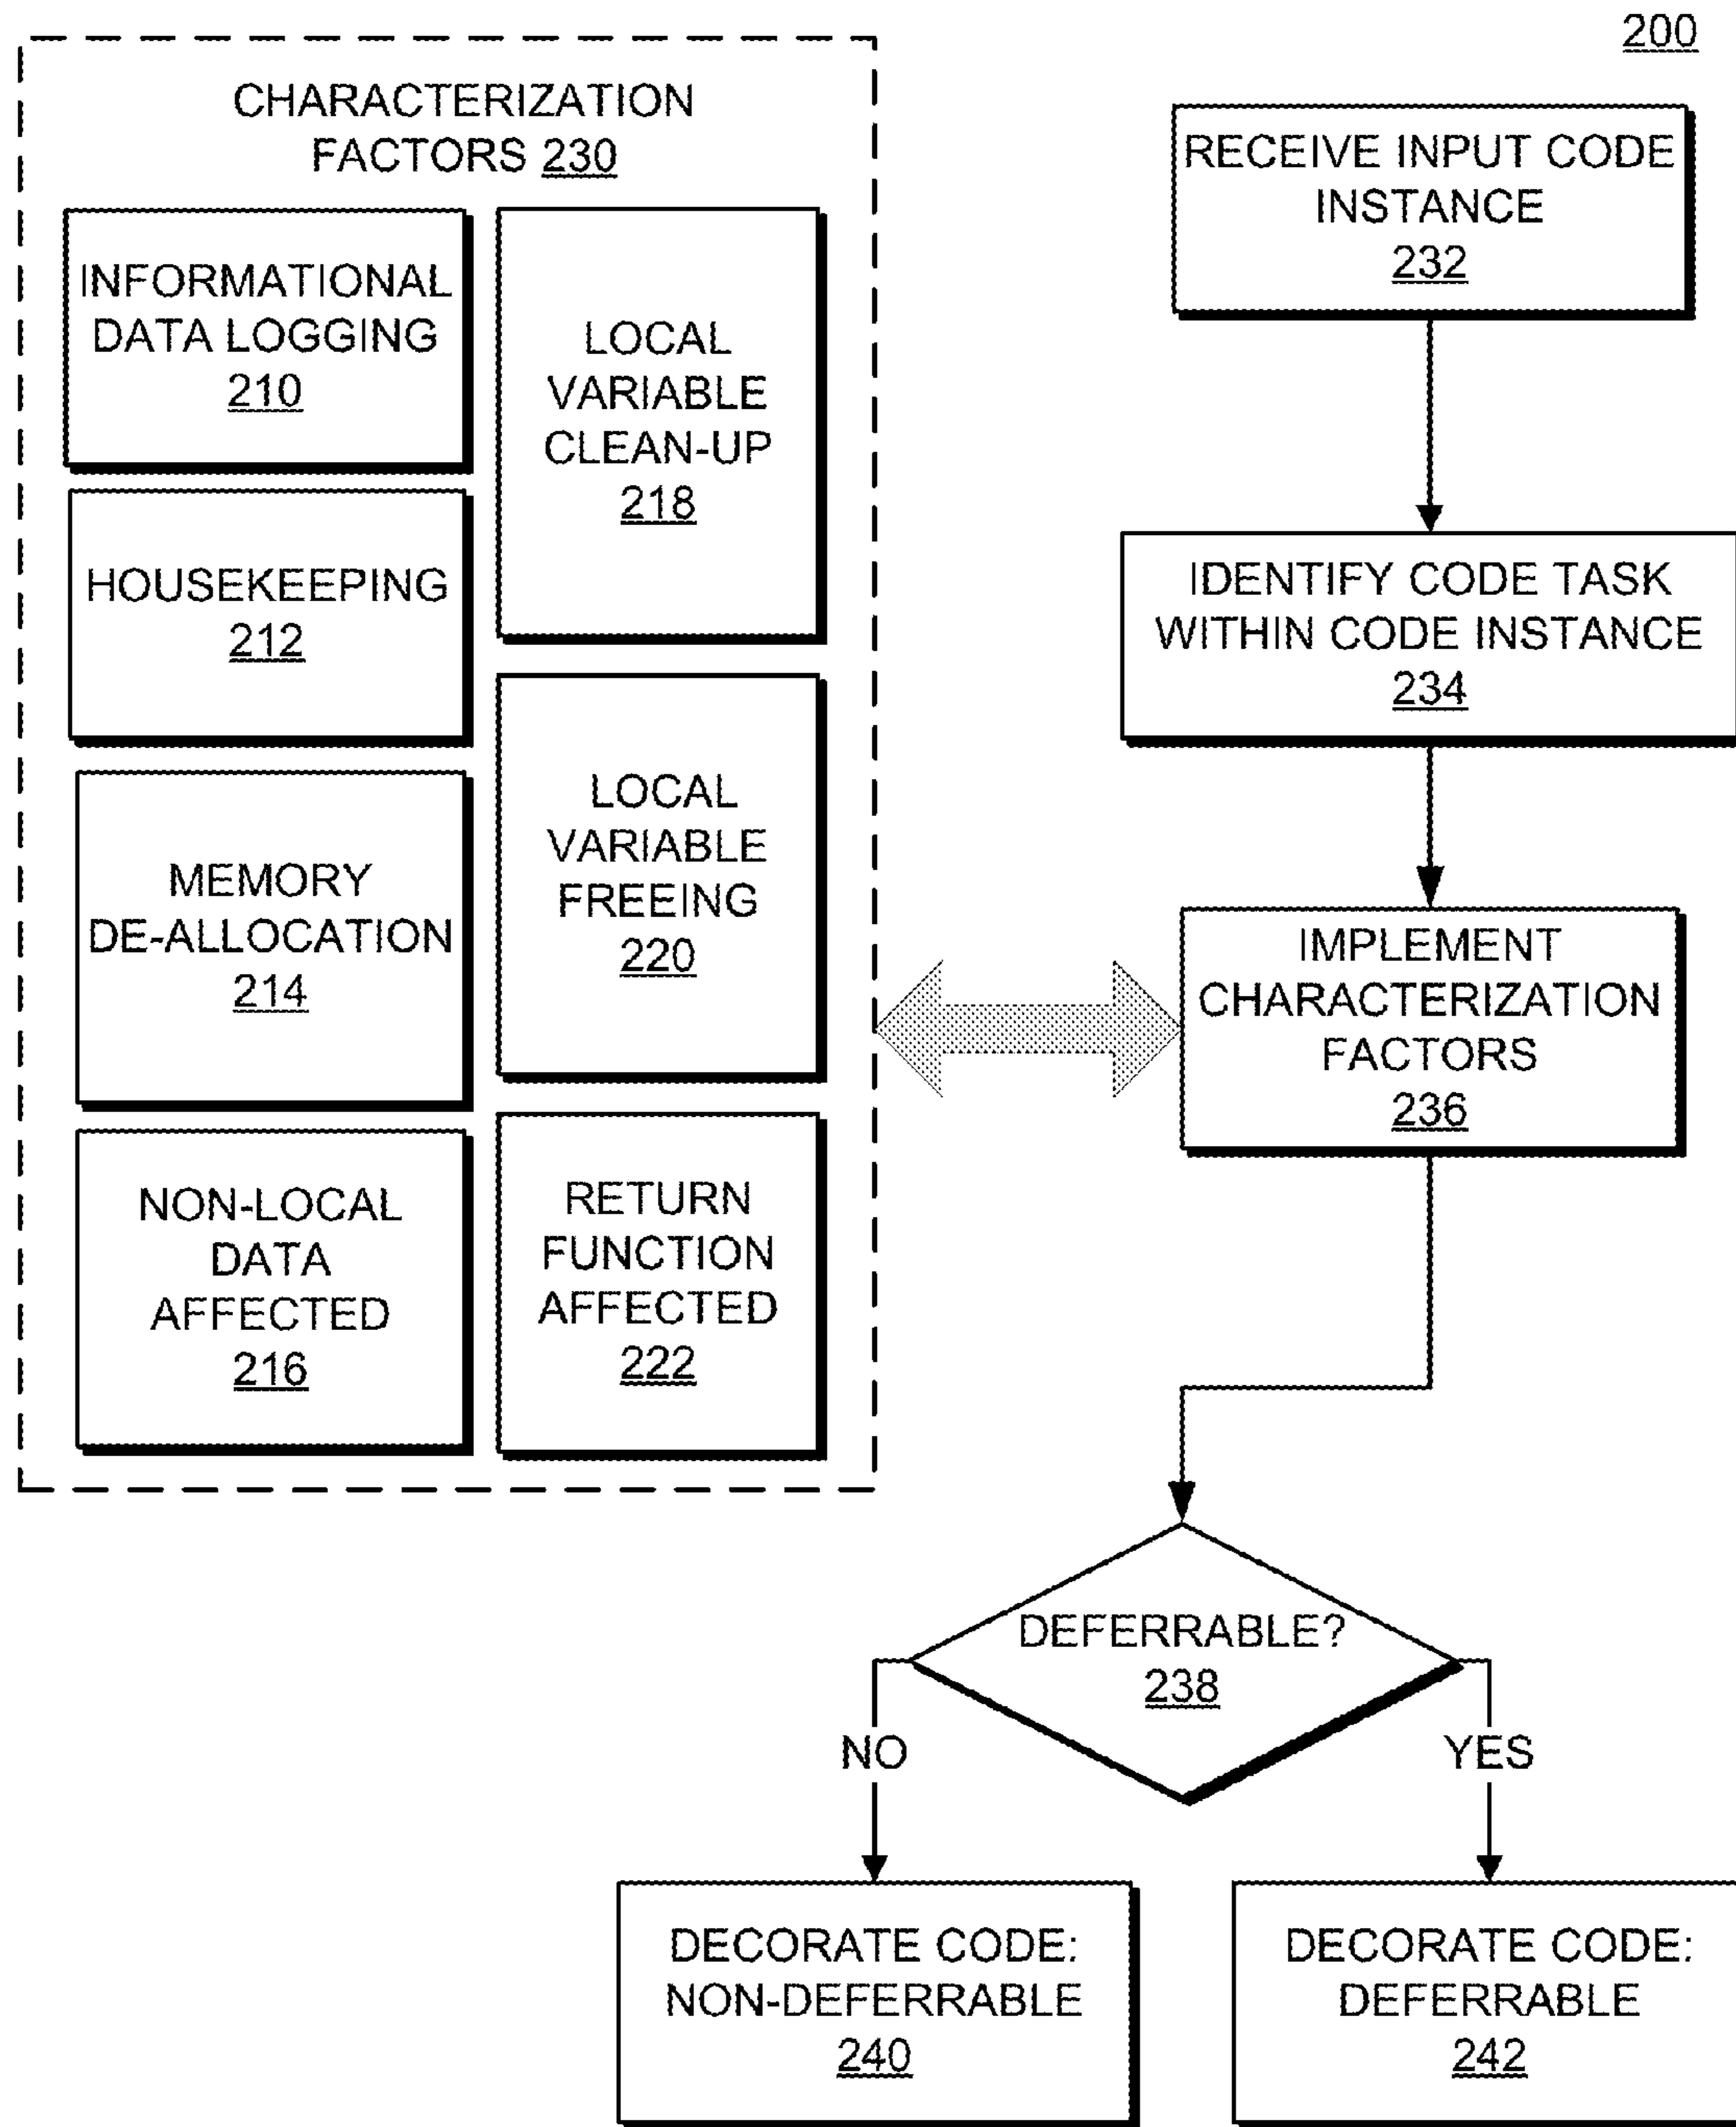 200
CHARACTERIZATION
FACTORS 230
INFORMATIONAL
DATA LOGGING
210
HOUSEKEEPING
212
MEMORY
DE-ALLOCATION
214
NON-LOCAL
DATA
AFFECTED
216
LOCAL
VARIABLE
CLEAN-UP
218
LOCAL
VARIABLE
FREEING
220
RETURN
FUNCTION
AFFECTED
222
RECEIVE INPUT CODE
INSTANCE
232
IDENTIFY CODE TASK
WITHIN CODE INSTANCE
234
IMPLEMENT
CHARACTERIZATION
FACTORS
236
DEFERRABLE?
238
NO
YES
DECORATE CODE:
NON-DEFERRABLE
240
DECORATE CODE:
DEFERRABLE
242